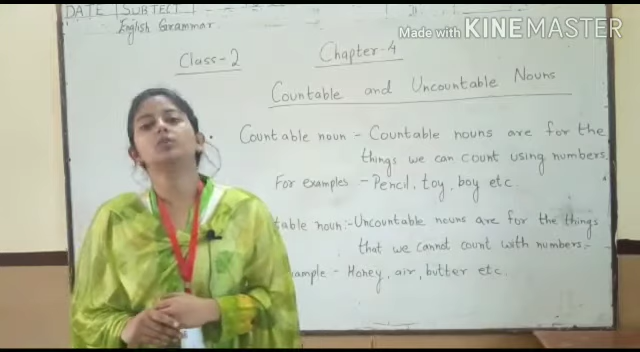 DATE SUBJECT
Made with KINEMASTER
English Grammar
Class-2 Chapter-4
Countable and Uncountable Nouns
Countable noun - Countable nouns are for the
things we can count using numbers.
For examples - Pencil, toy, boy etc.
table noun:- Uncountable nouns are for the things
that we cannot count with numbers.-
ample - Honey, air, butter etc.